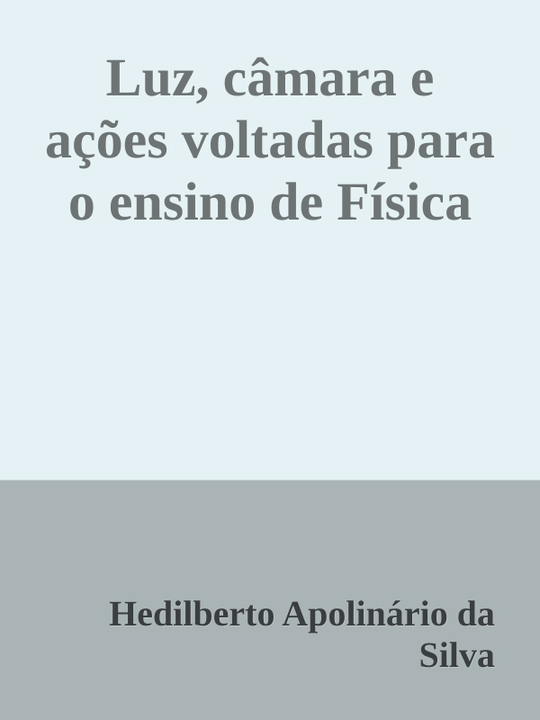 Luz, câmara e
ações voltadas para
o ensino de Física
Hedilberto Apolinário da
Silva